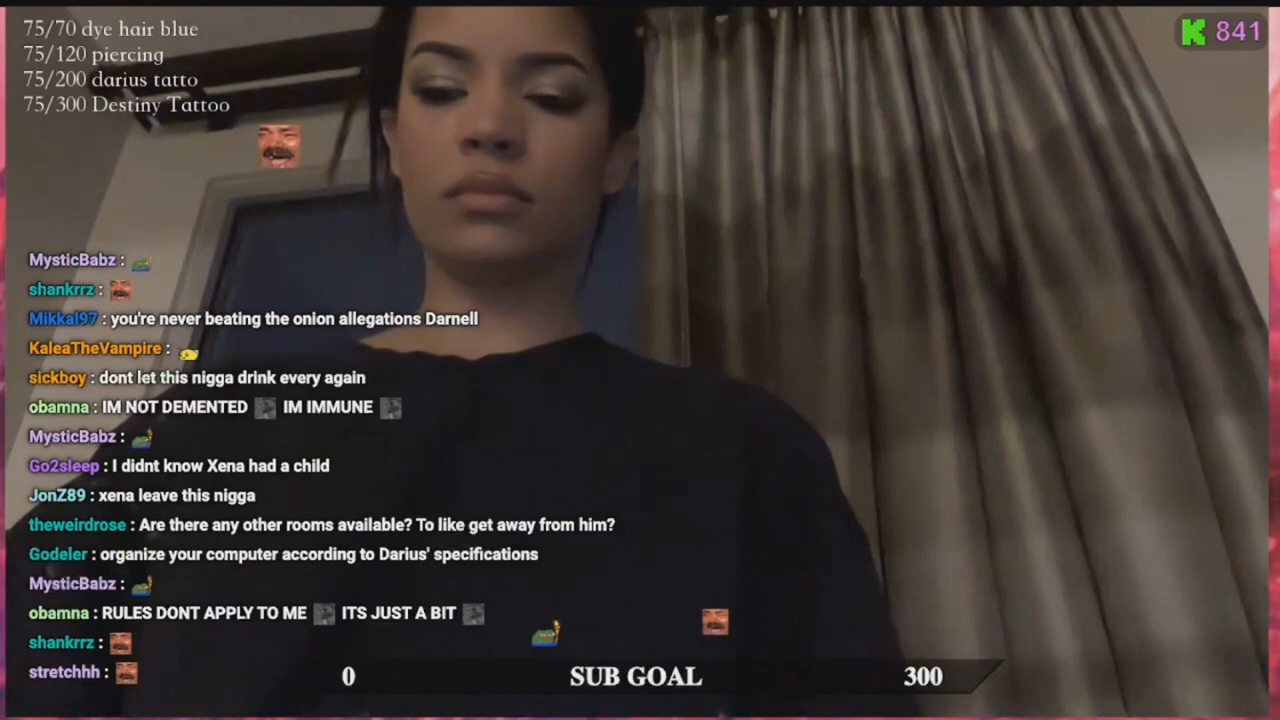 75/70 dye hair blue
75/120 piercing
75/200 darius tatto
75/300 Destiny Tattoo
841
MysticBabz :
shankrrz :
Mikkal97 : you're never beating the onion allegations Darnell
KaleaTheVampire :
sickboy : dont let this nigga drink every again
obamna : IM NOT DEMENTED IM IMMUNE
MysticBabz :
Go2sleep : I didnt know Xena had a child
JonZ89 : xena leave this nigga
theweirdrose : Are there any other rooms available? To like get away from him?
Godeler : organize your computer according to Darius' specifications
MysticBabz :
obamna : RULES DONT APPLY TO ME ITS JUST A BIT
shankrrz :
stretchhh :
0 SUB GOAL 300